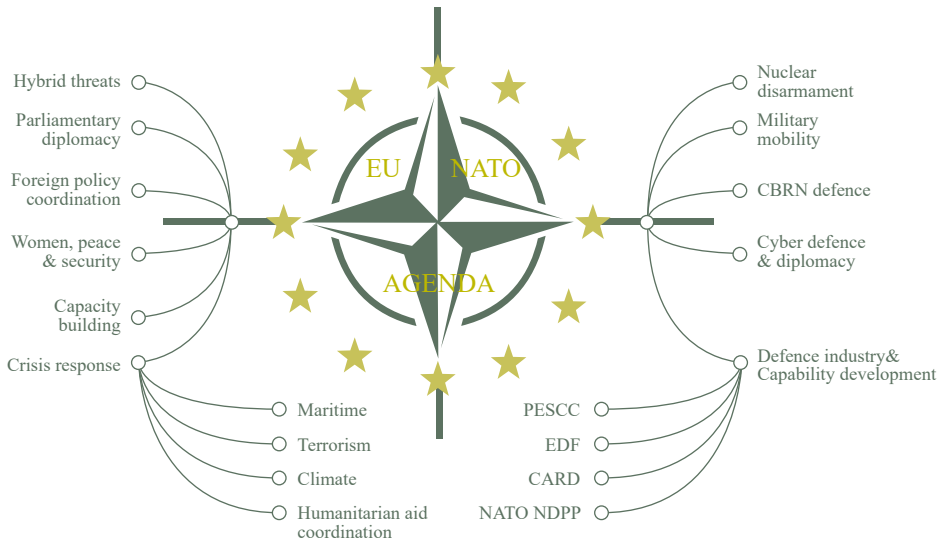 Hybrid threats
Parliamentary
diplomacy
Foreign policy
coordination
Women, peace
& security
Capacity
building
Crisis response
Maritime
Terrorism
Climate
Humanitarian aid
coordination
EU NATO
AGENDA
Nuclear
disarmament
Military
mobility
CBRN defence
Cyber defence
& diplomacy
Defence industry&
Capability development
PESCC
EDF
CARD
NATO NDPP